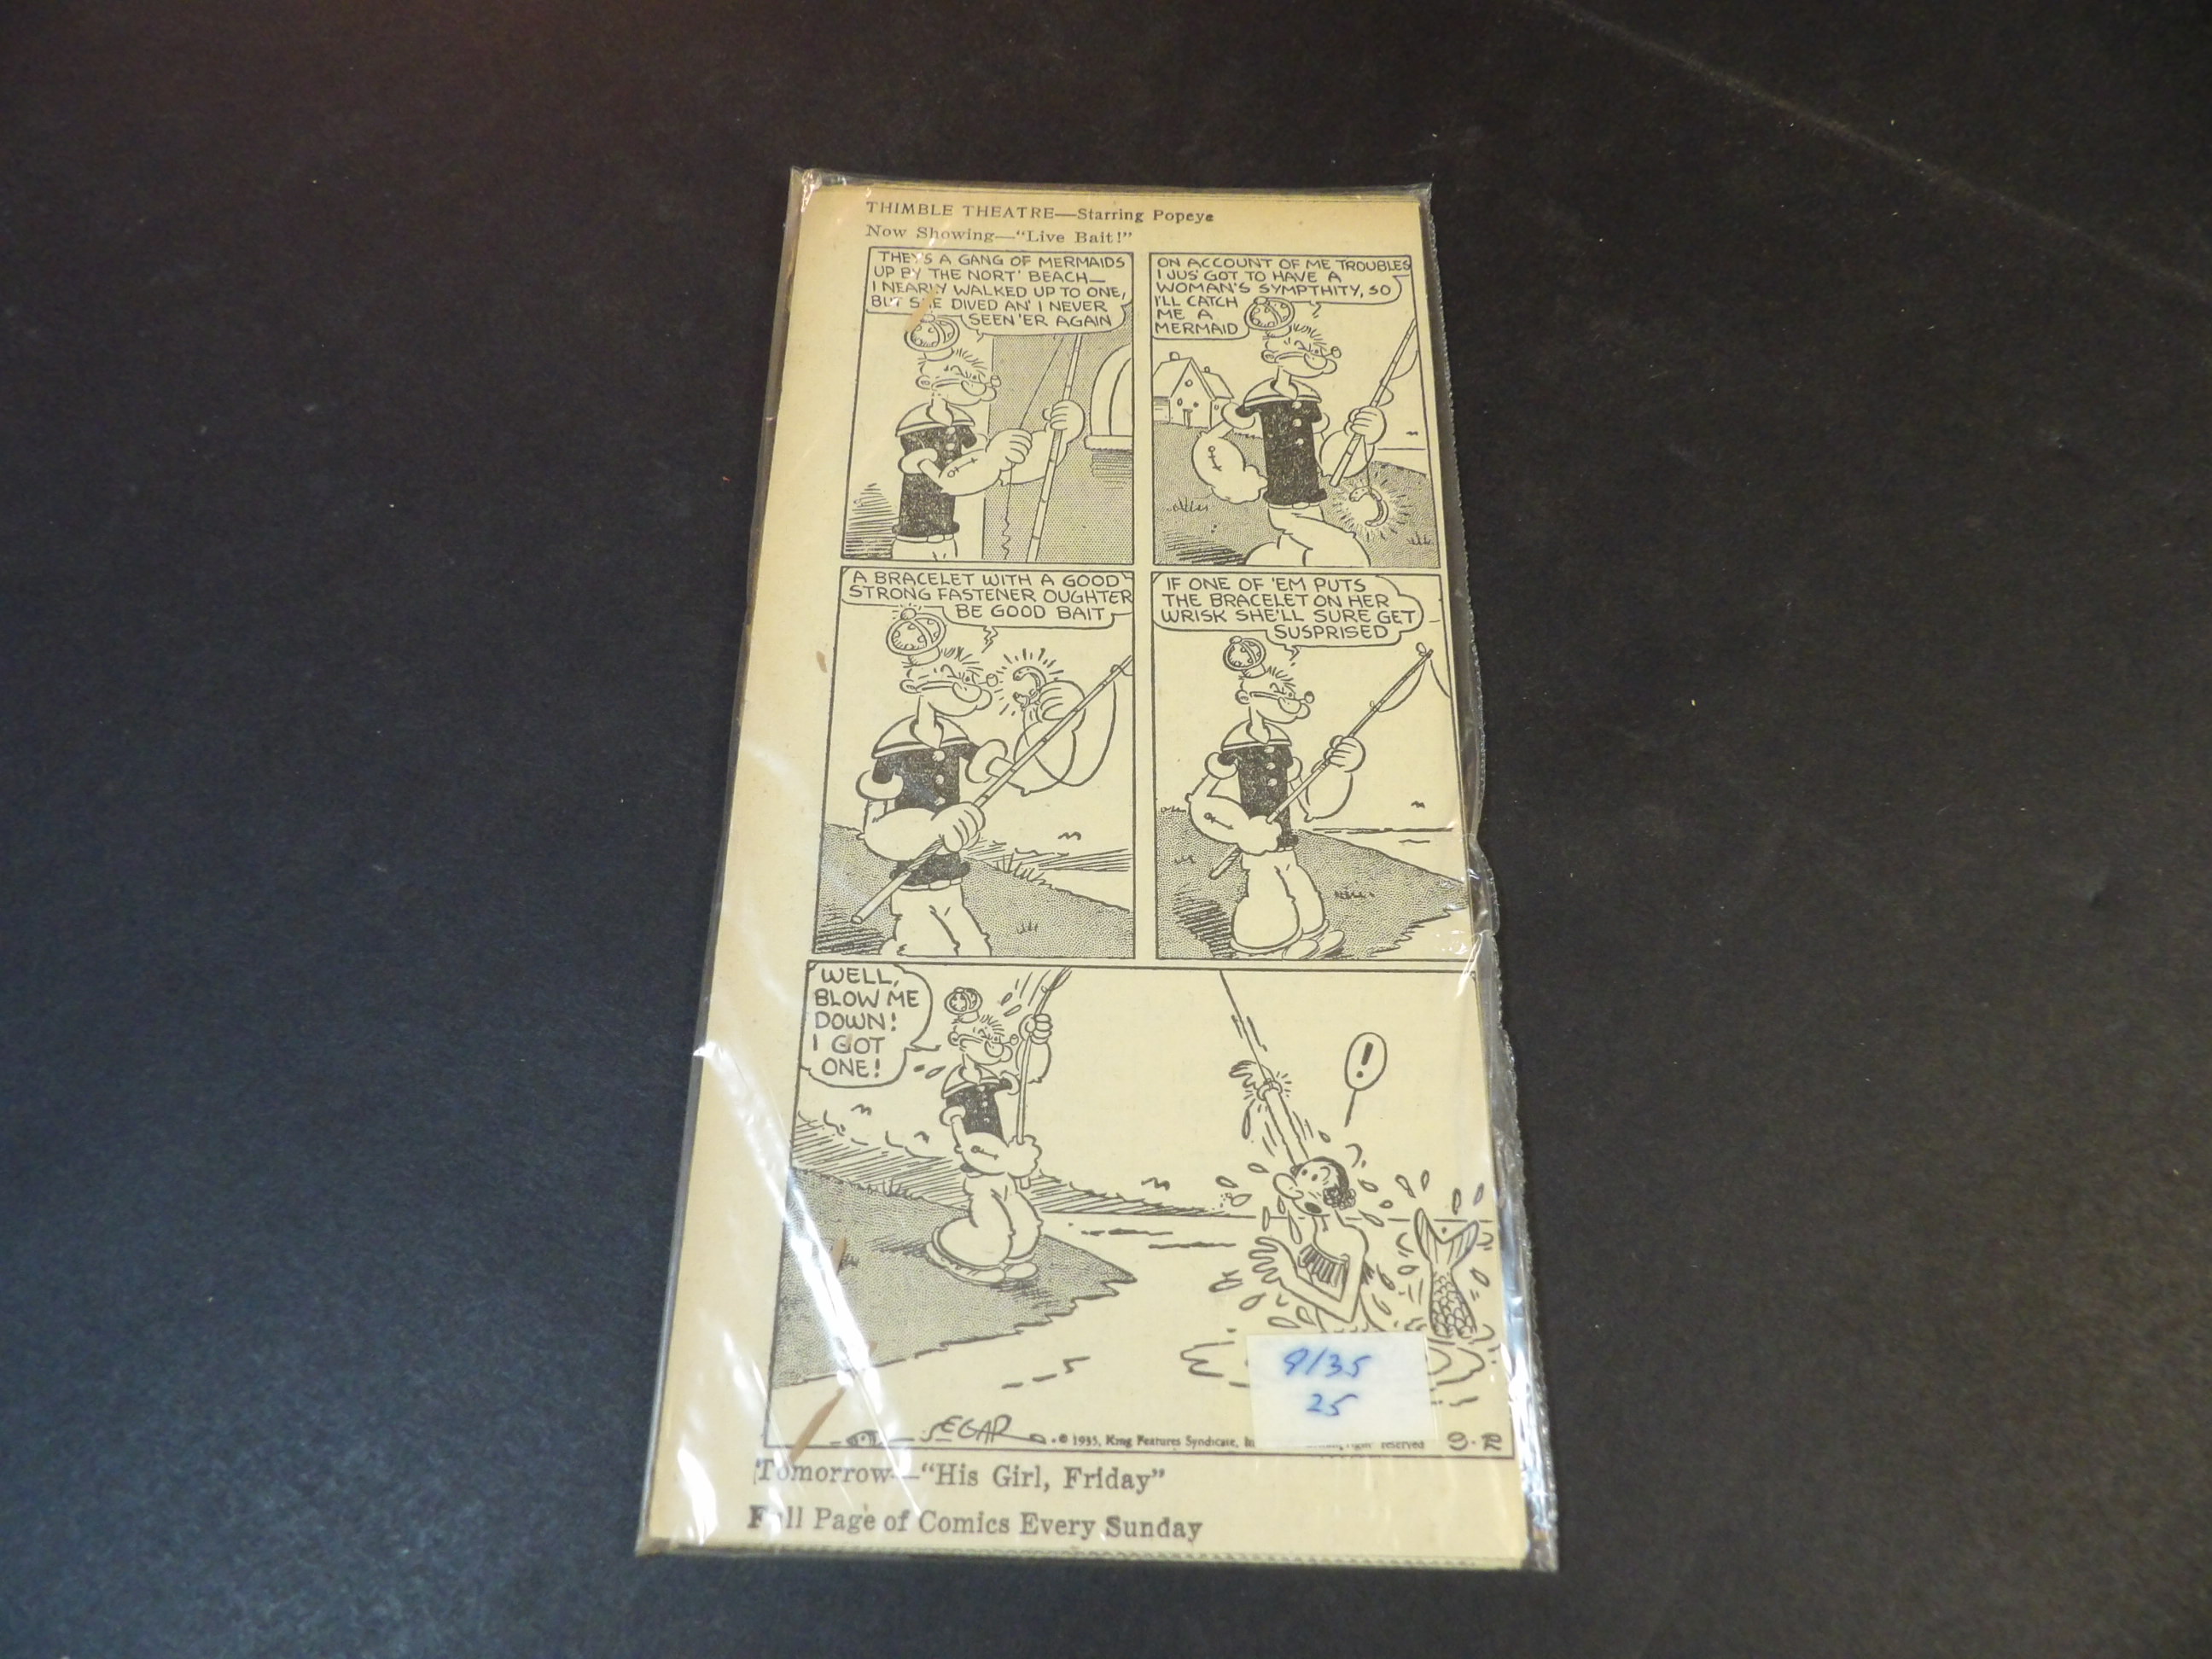 THIMBLE THEATRE—Starring Popeye
Now Showing—"Live Bait!"
THEY'S A GANG OF MERMAIDS
UP BY THE NORT' BEACH—
I NEARLY WALKED UP TO ONE,
BUT SHE DIVED AN' I NEVER
SEEN 'ER AGAIN
ON ACCOUNT OF ME TROUBLES
I JUS' GOT TO HAVE A
WOMAN'S SYMPTHITY, SO
I'LL CATCH
ME A
MERMAID
A BRACELET WITH A GOOD
STRONG FASTENER OUGHTER
BE GOOD BAIT
IF ONE OF 'EM PUTS
THE BRACELET ON HER
WRISK SHE'LL SURE GET
SUSPRISED
WELL,
BLOW ME
DOWN!
I GOT
ONE!
!
9/35
25
SEGAR
© 1935, King Features Syndicate, reserved
Tomorrow—"His Girl, Friday"
Full Page of Comics Every Sunday